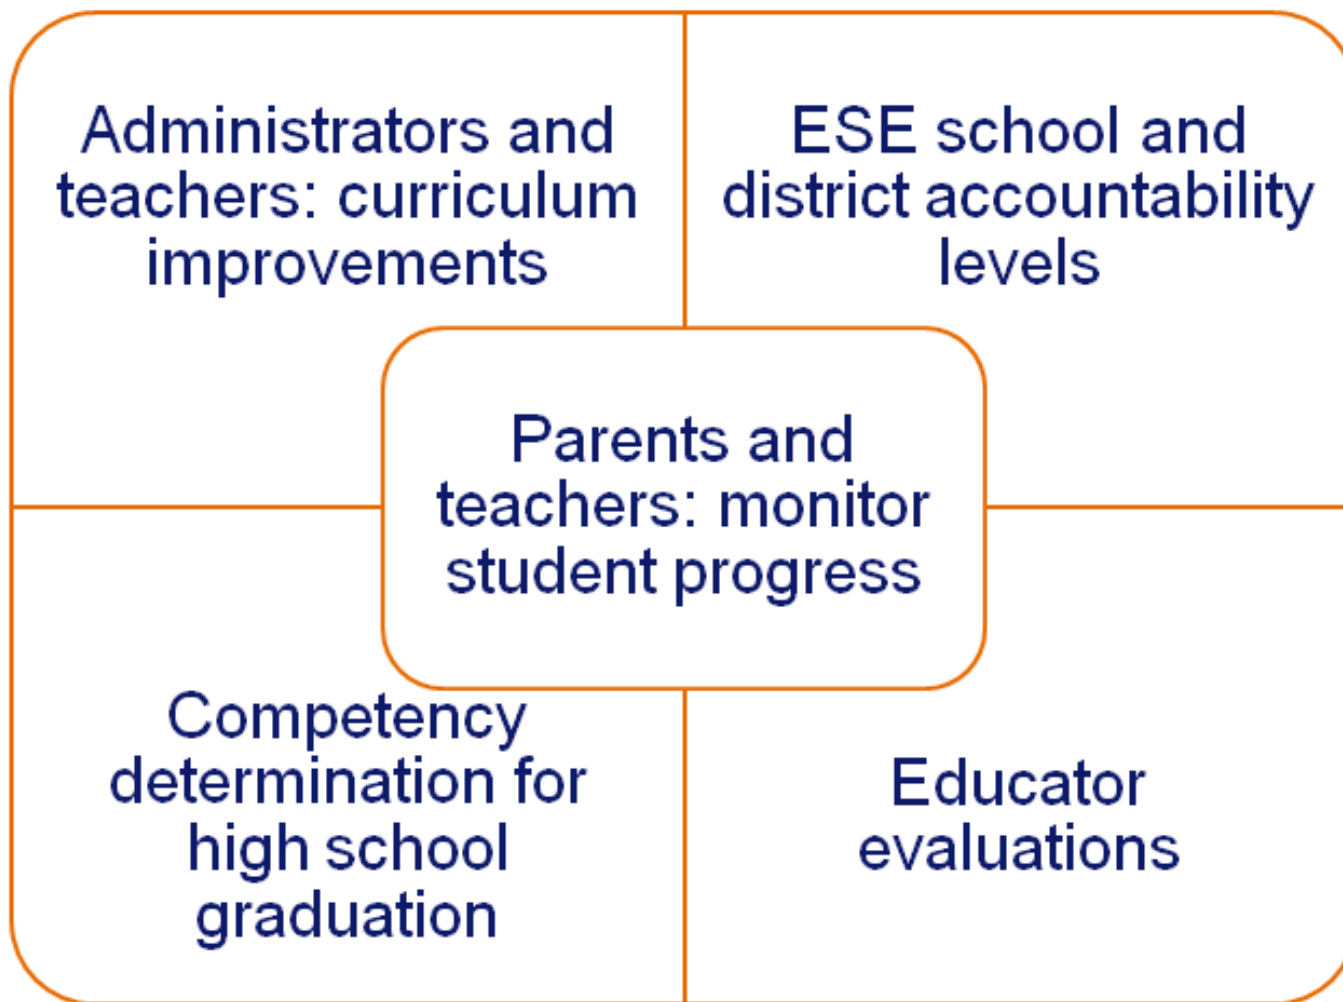 Administrators and
teachers: curriculum
improvements
ESE school and
district accountability
levels
Parents and
teachers: monitor
student progress
Competency
determination for
high school
graduation
Educator
evaluations